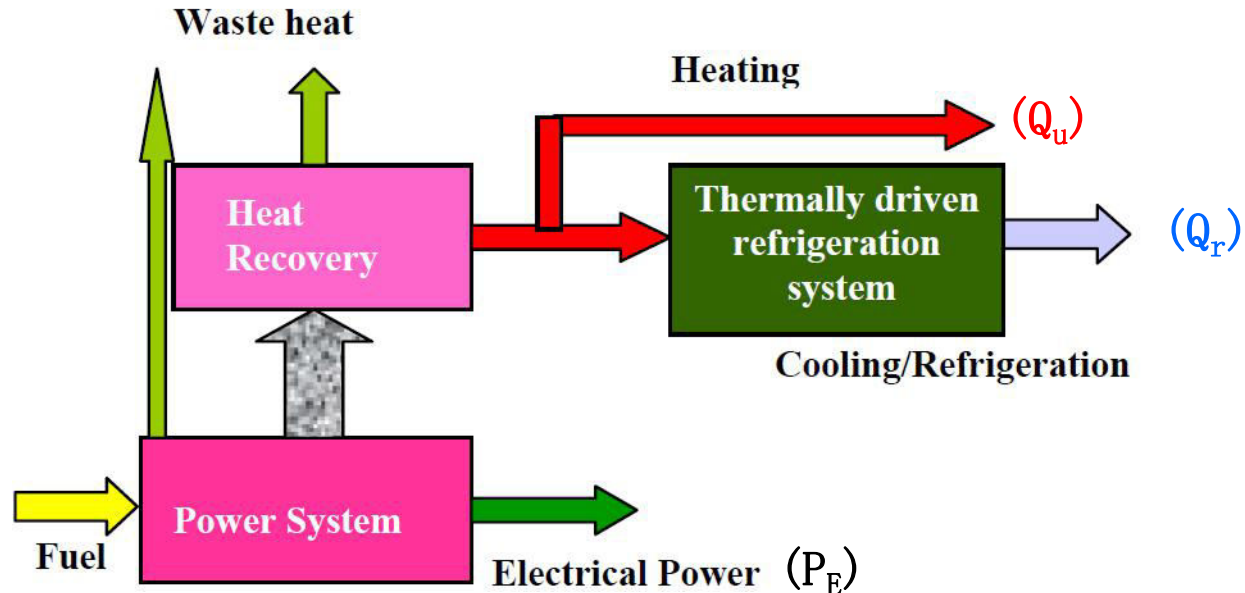 Waste heat
Heating
(Qu)
Heat
Recovery
Thermally driven
refrigeration
system
(Qr)
Cooling/Refrigeration
Power System
Fuel
Electrical Power (PE)